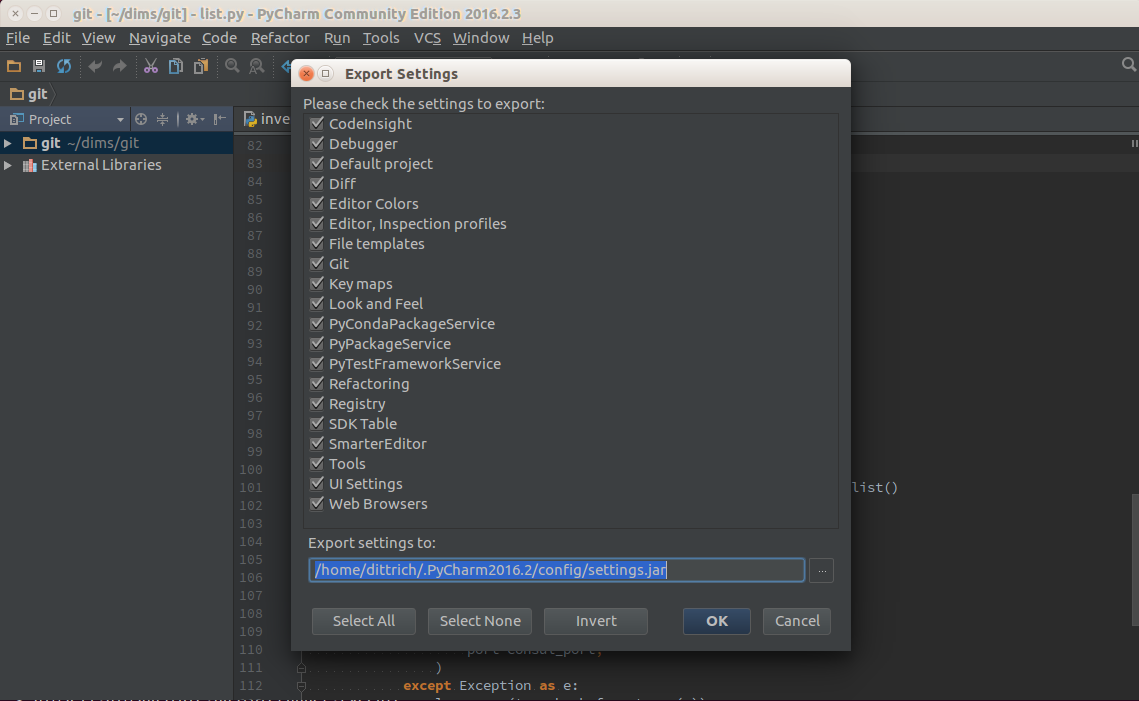 git - [~/dims/git] - list.py - PyCharm Community Edition 2016.2.3
File Edit View Navigate Code Refactor Run Tools VCS Window Help
git
Project
inve
git ~/dims/git
External Libraries
Export Settings
Please check the settings to export:
CodeInsight
Debugger
Default project
Diff
Editor Colors
Editor, Inspection profiles
File templates
Git
Key maps
Look and Feel
PyCondaPackageService
PyPackageService
PyTestFrameworkService
Refactoring
Registry
SDK Table
SmarterEditor
Tools
UI Settings
Web Browsers
Export settings to:
/home/dittrich/.PyCharm2016.2/config/settings.jar
...
Select All Select None Invert OK Cancel
82
83
84
85
86
87
88
89
90
91
92
93
94
95
96
97
98
99
100
101 list()
102
103
104
105
106
107
108
109
110
111 )
112 except Exception as e: